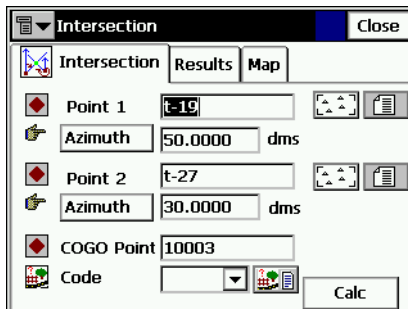 Intersection Close
Intersection Results Map
Point 1 t-19
Azimuth 50.0000 dms
Point 2 t-27
Azimuth 30.0000 dms
COGO Point 10003
Code
Calc